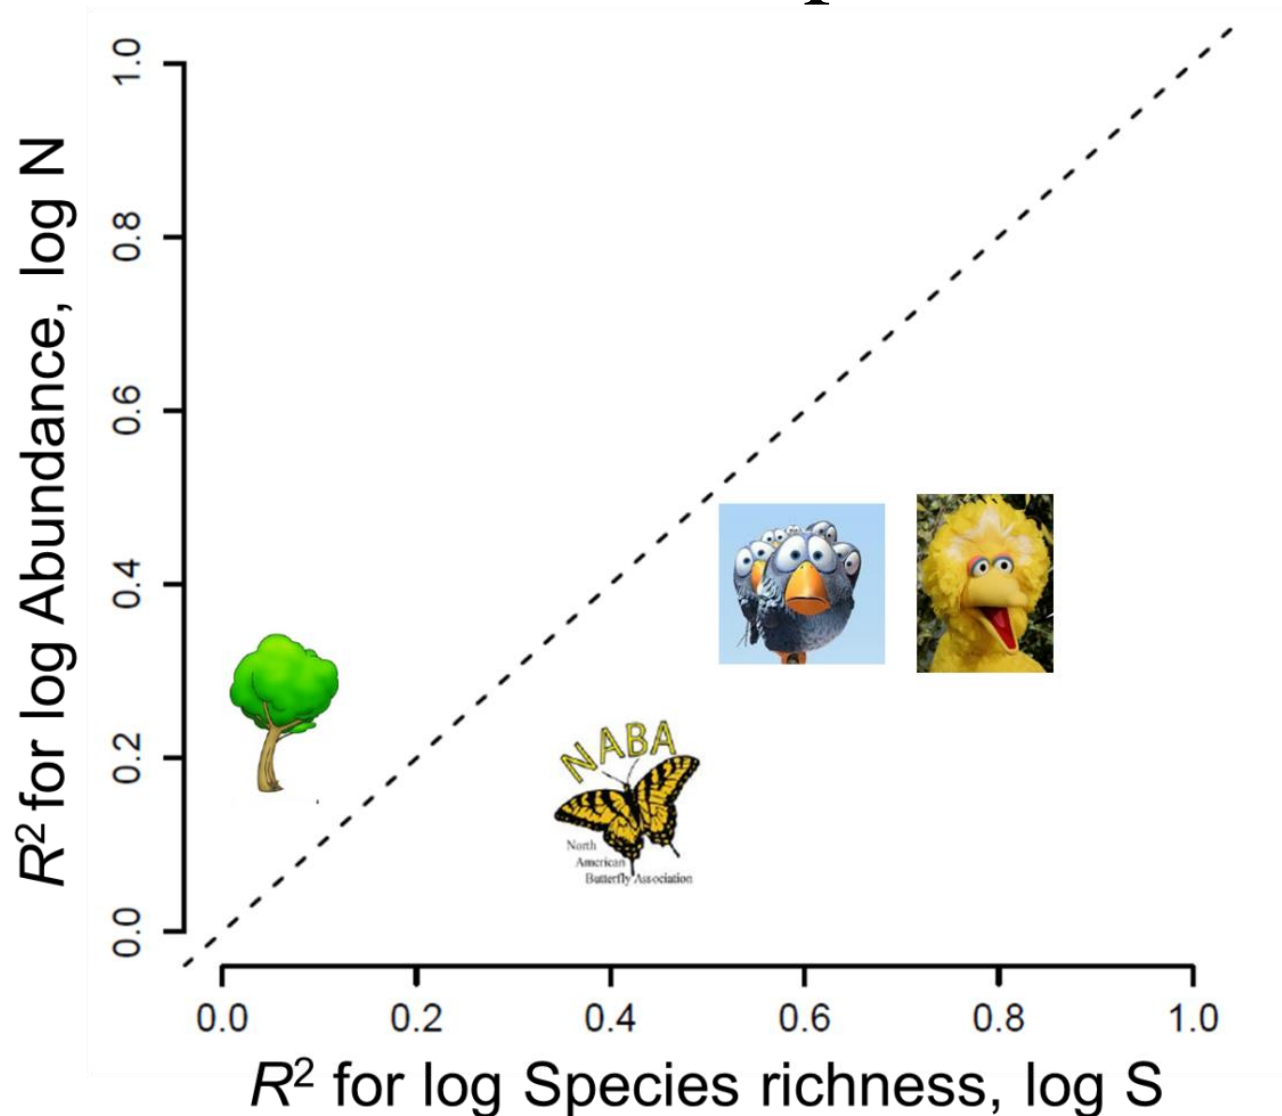 1.0
0.8
0.6
0.4
0.2
0.0
R² for log Abundance, log N
NABA
North
American
Butterfly Association
0.0 0.2 0.4 0.6 0.8 1.0
R² for log Species richness, log S